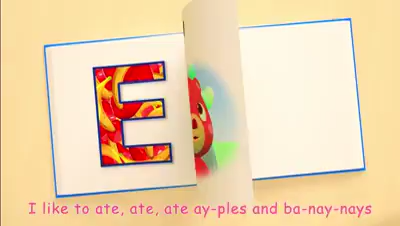 E
I like to ate, ate, ate ay-ples and ba-nay-nays